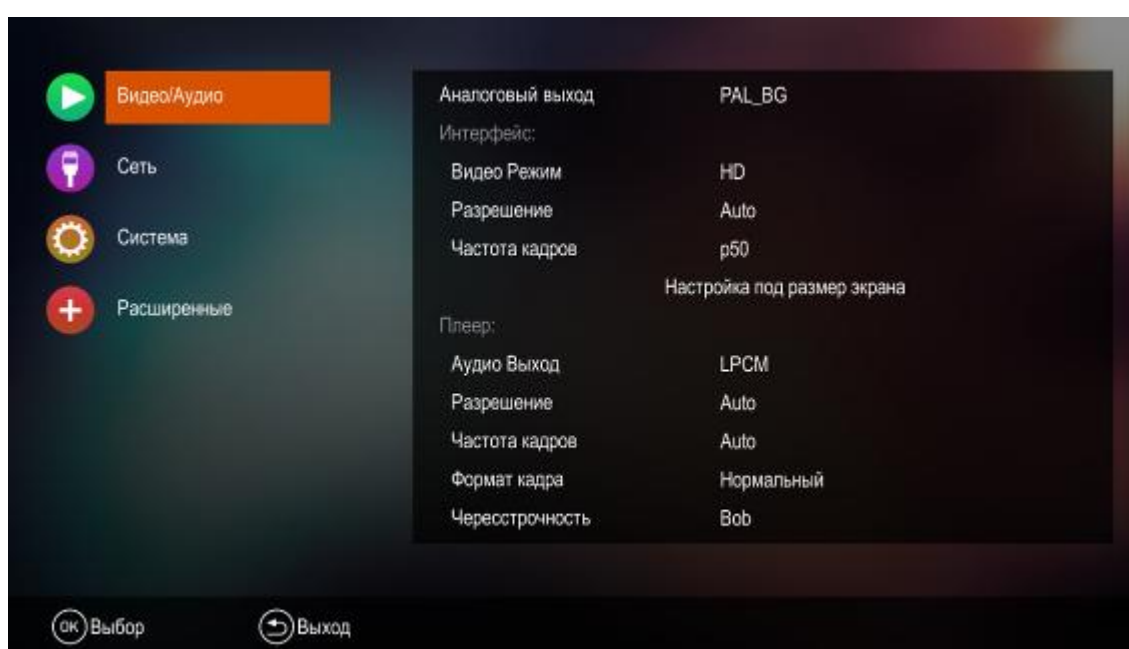 Видео/Аудио
Сеть
Система
Расширенные
Аналоговый выход PAL_BG
Интерфейс:
Видео Режим HD
Разрешение Auto
Частота кадров p50
Настройка под размер экрана
Плеер:
Аудио Выход LPCM
Разрешение Auto
Частота кадров Auto
Формат кадра Нормальный
Чересстрочность Bob
OK Выбор Выход